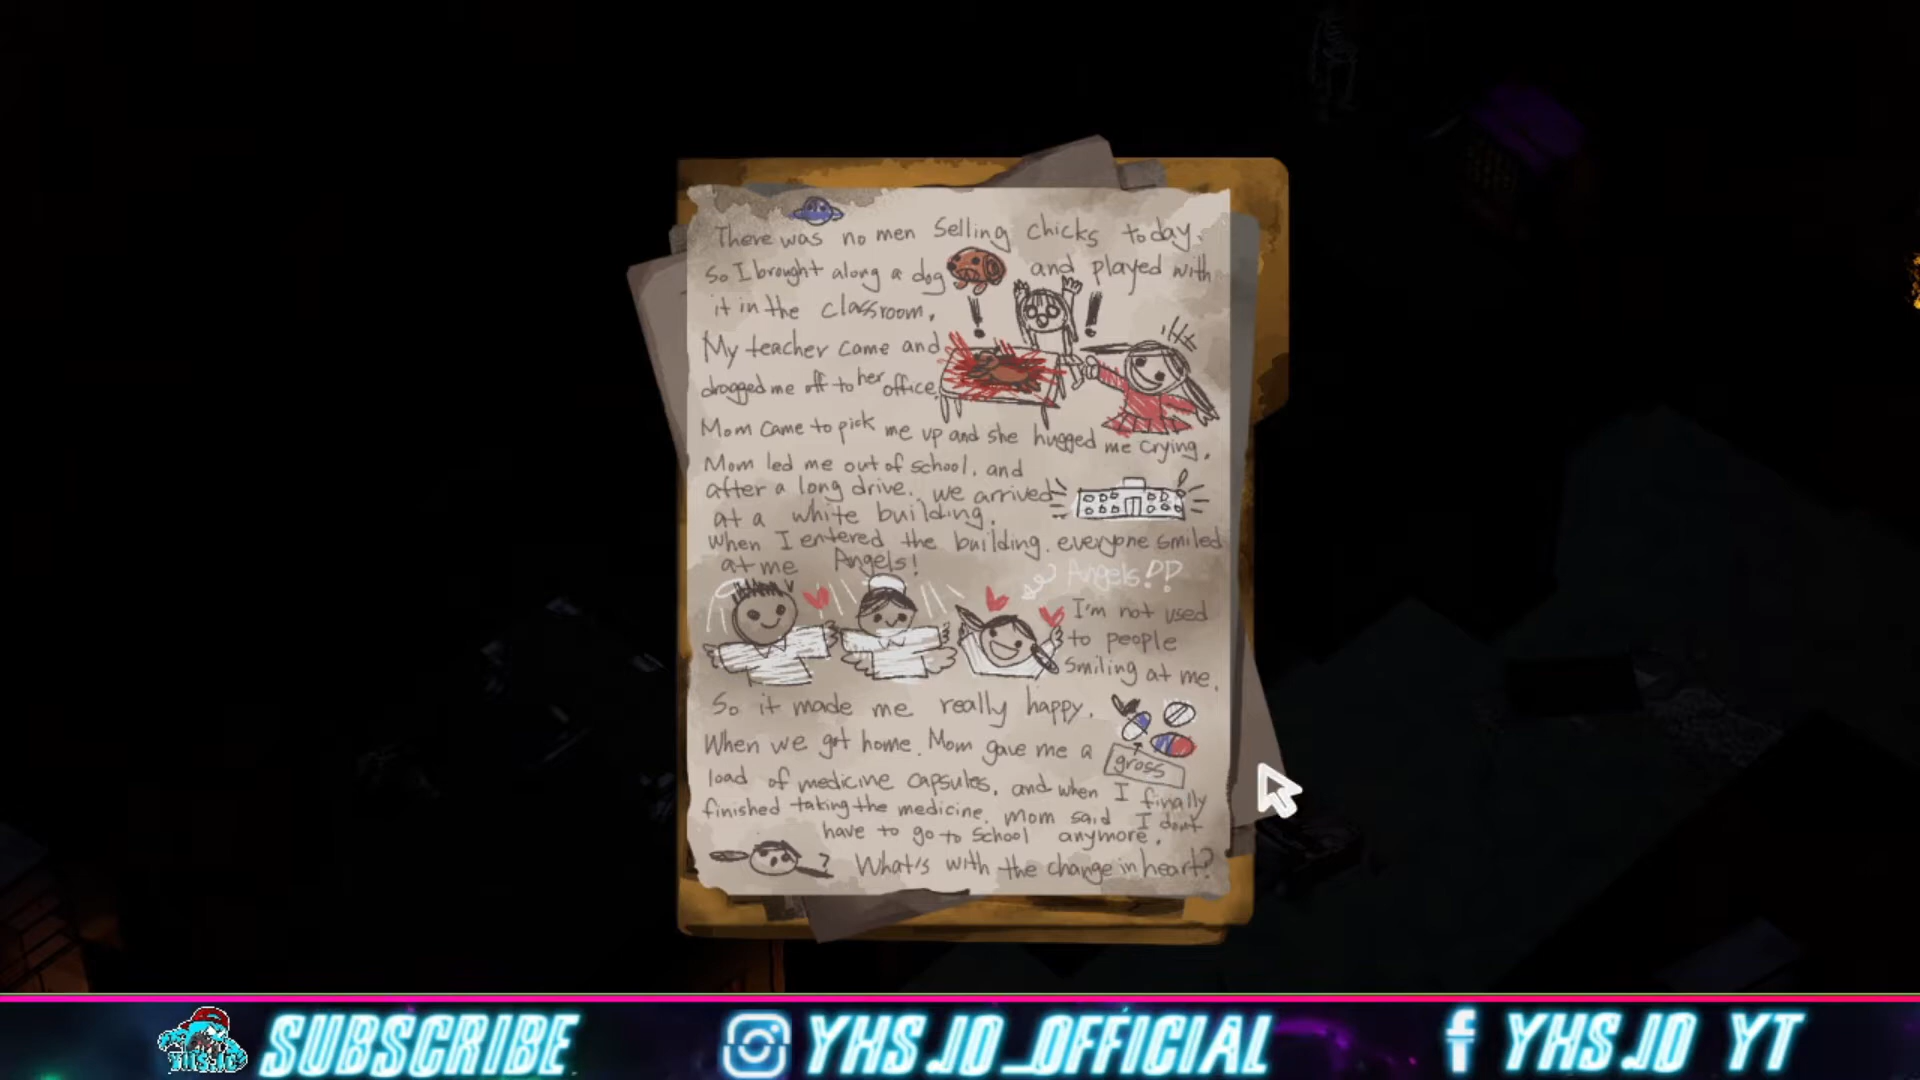 There was no men Selling chicks today.
So I brought along a dog and played with
it in the classroom.
My teacher came and
dragged me off to her office.
Mom came to pick me up and she hugged me crying.
Mom led me out of school. and
after a long drive. we arrived
at a white building.
when I entered the building. everyone smiled
at me Angels!
Angels!?
I'm not used
to people
Smiling at me.
So it made me really happy.
When we got home. Mom gave me a
gross
load of medicine capsules. and when I finally
finished taking the medicine. mom said I dont
have to go to school anymore.
? What's with the change in heart?
SUBSCRIBE
YHS.JO_OFFICIAL
YHS.JO YT